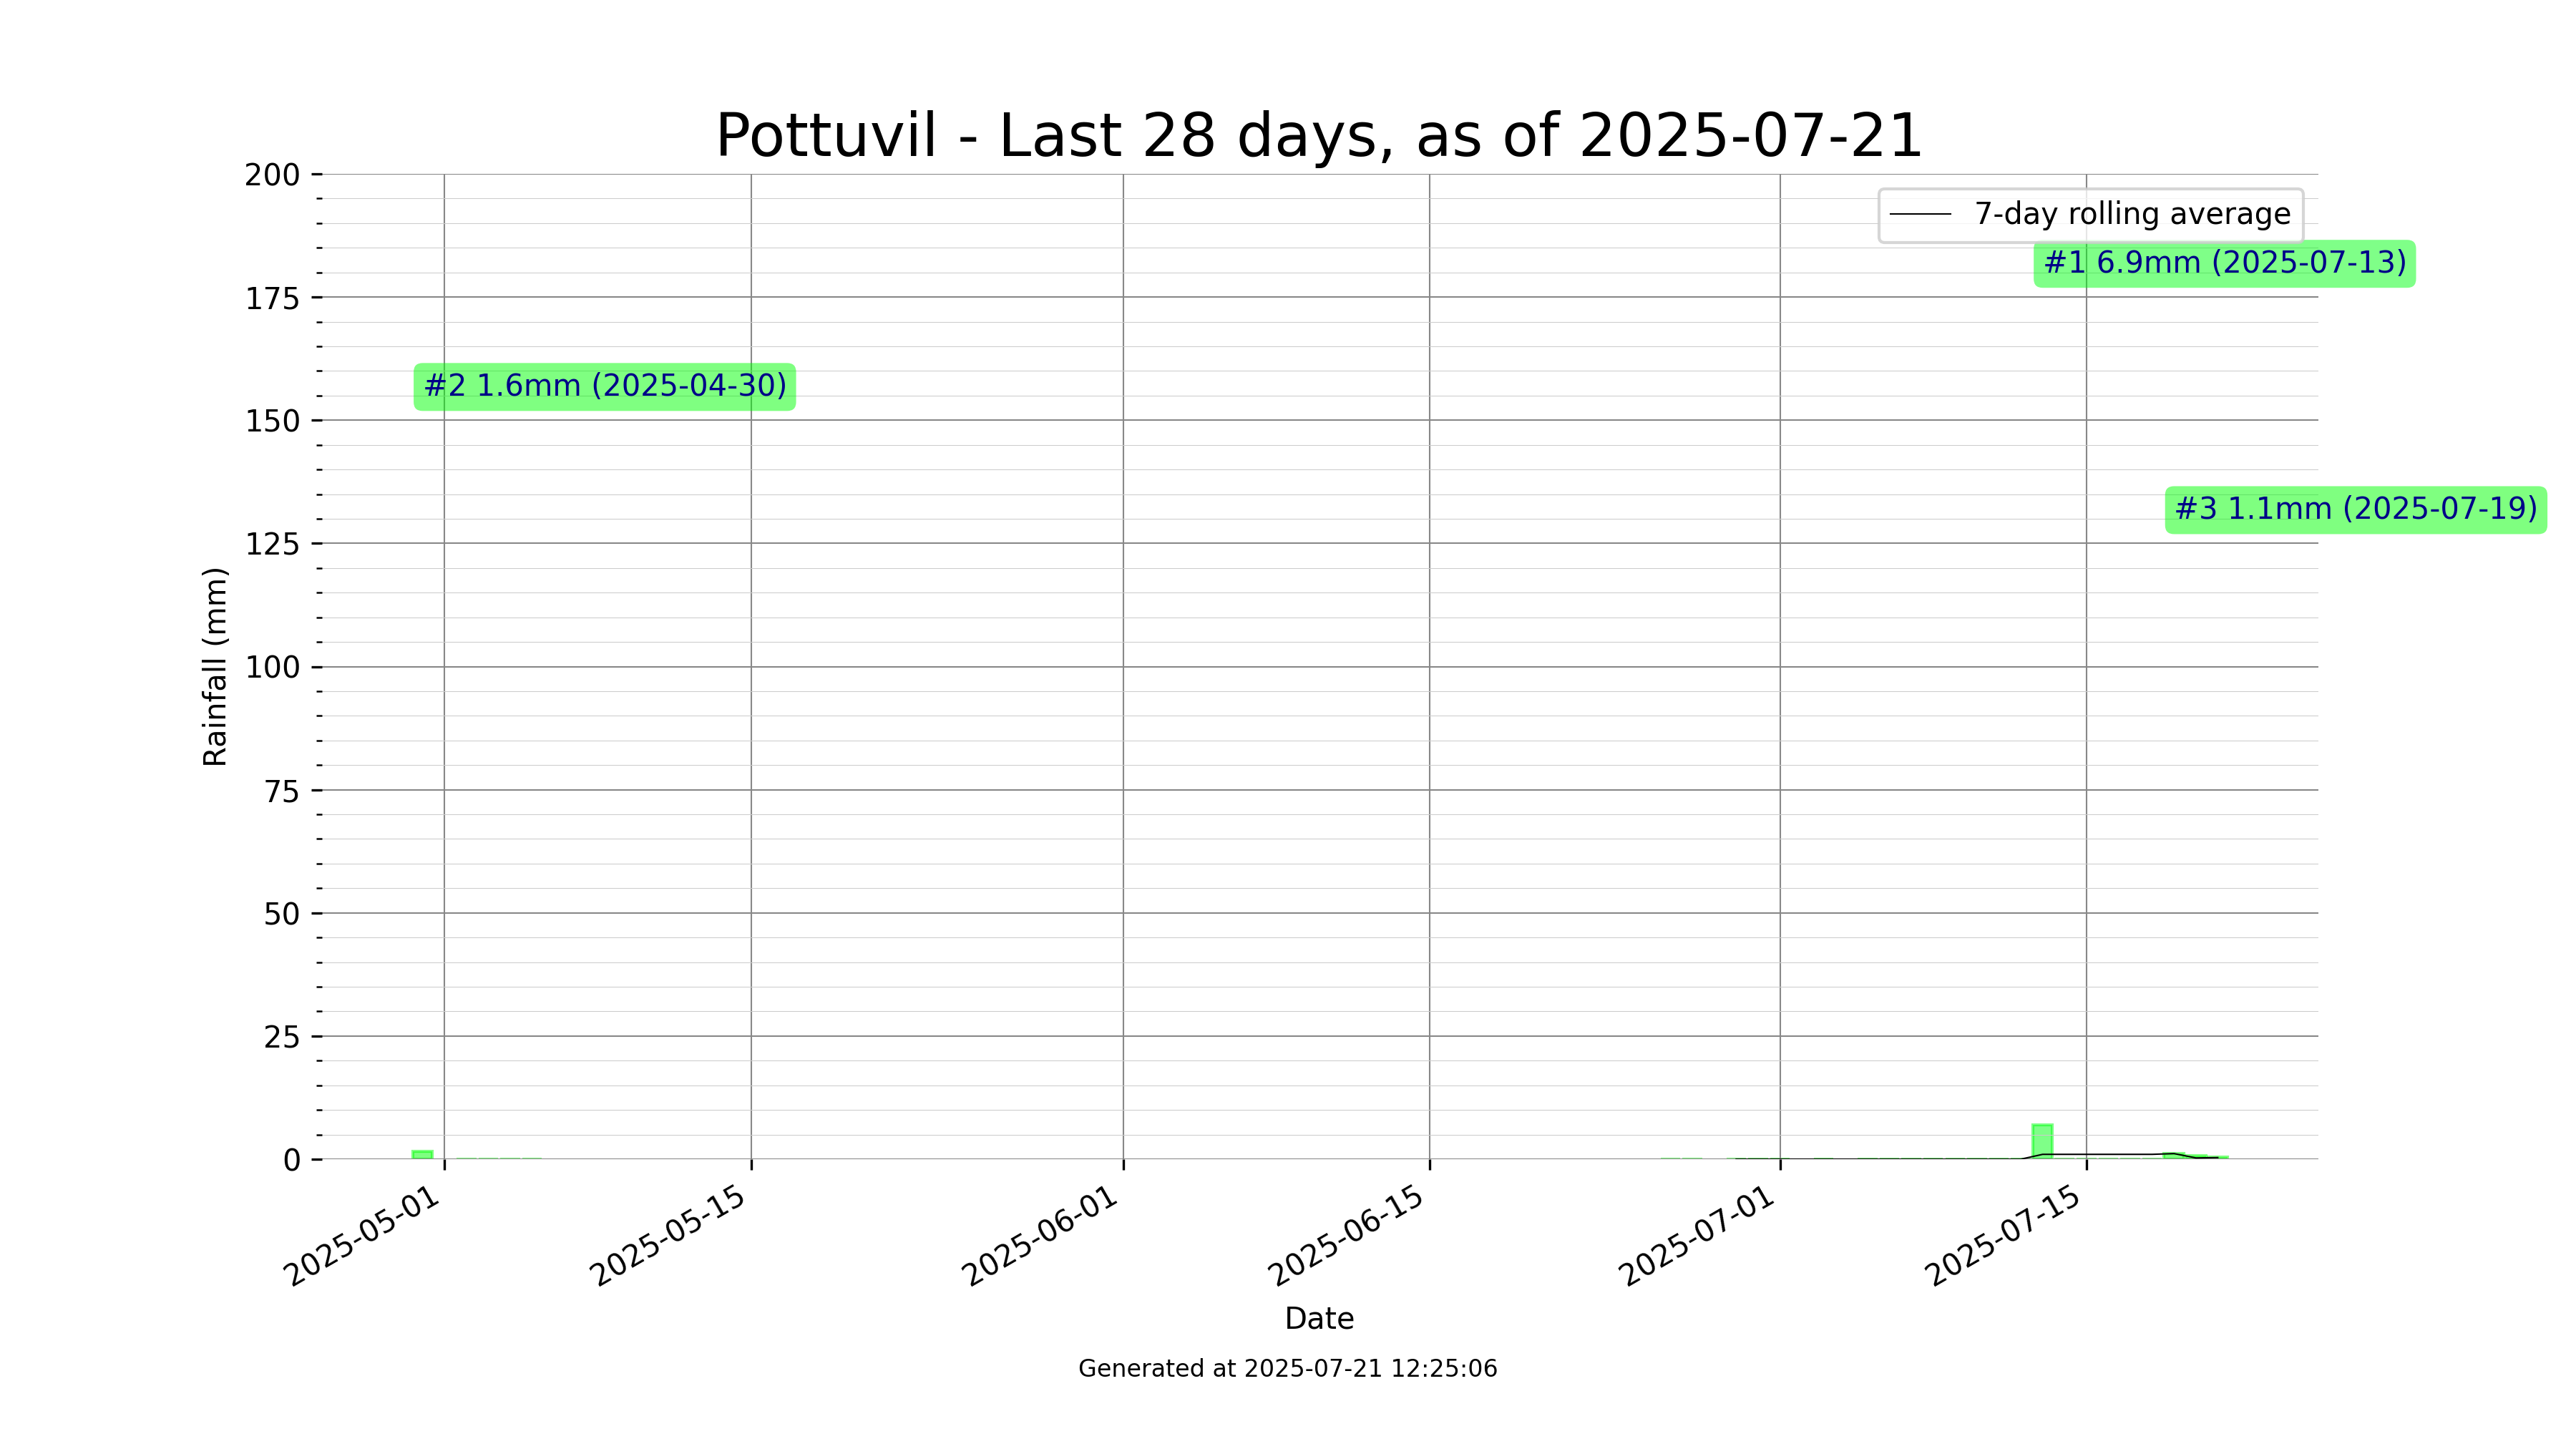 Pottuvil - Last 28 days, as of 2025-07-21
200
175
150
125
100
75
50
25
0
Rainfall (mm)
7-day rolling average
#1 6.9mm (2025-07-13)
#2 1.6mm (2025-04-30)
#3 1.1mm (2025-07-19)
2025-05-01
2025-05-15
2025-06-01
2025-06-15
2025-07-01
2025-07-15
Date
Generated at 2025-07-21 12:25:06